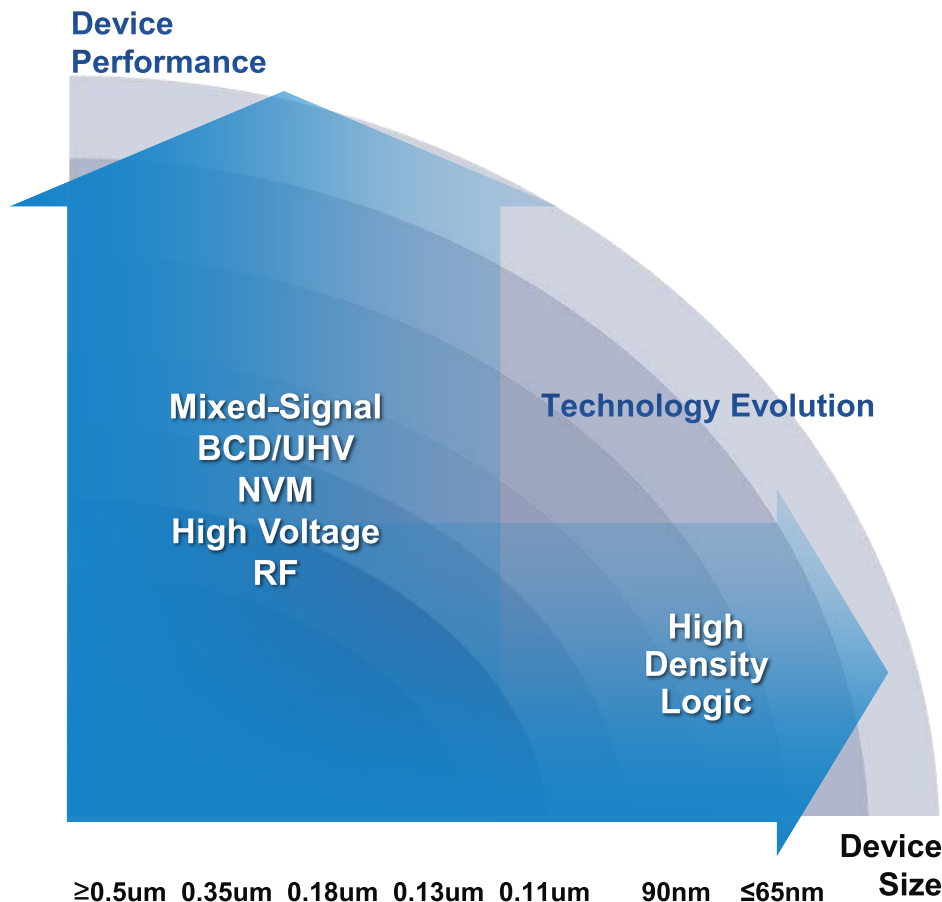 Device
Performance
Mixed-Signal
BCD/UHV
NVM
High Voltage
RF
Technology Evolution
High
Density
Logic
Device
Size
≥0.5um 0.35um 0.18um 0.13um 0.11um 90nm ≤65nm